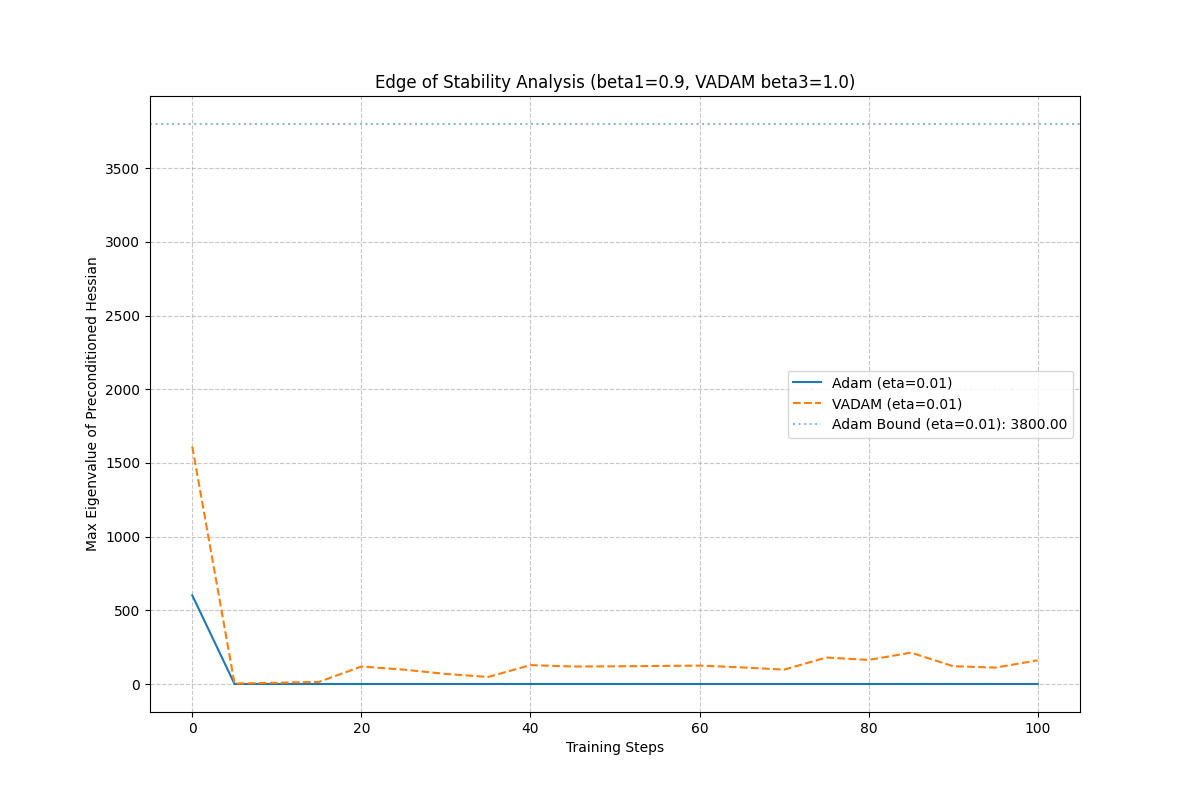 Edge of Stability Analysis (beta1=0.9, VADAM beta3=1.0)
Max Eigenvalue of Preconditioned Hessian
3500
3000
2500
2000
1500
1000
500
0
Adam (eta=0.01)
VADAM (eta=0.01)
Adam Bound (eta=0.01): 3800.00
0 20 40 60 80 100
Training Steps